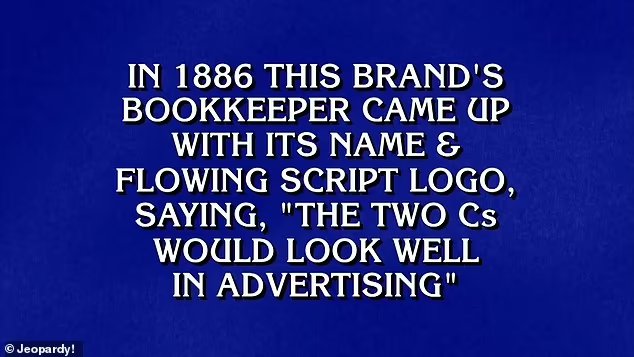 IN 1886 THIS BRAND'S
BOOKKEEPER CAME UP
WITH ITS NAME &
FLOWING SCRIPT LOGO,
SAYING, "THE TWO Cs
WOULD LOOK WELL
IN ADVERTISING"
© Jeopardy!